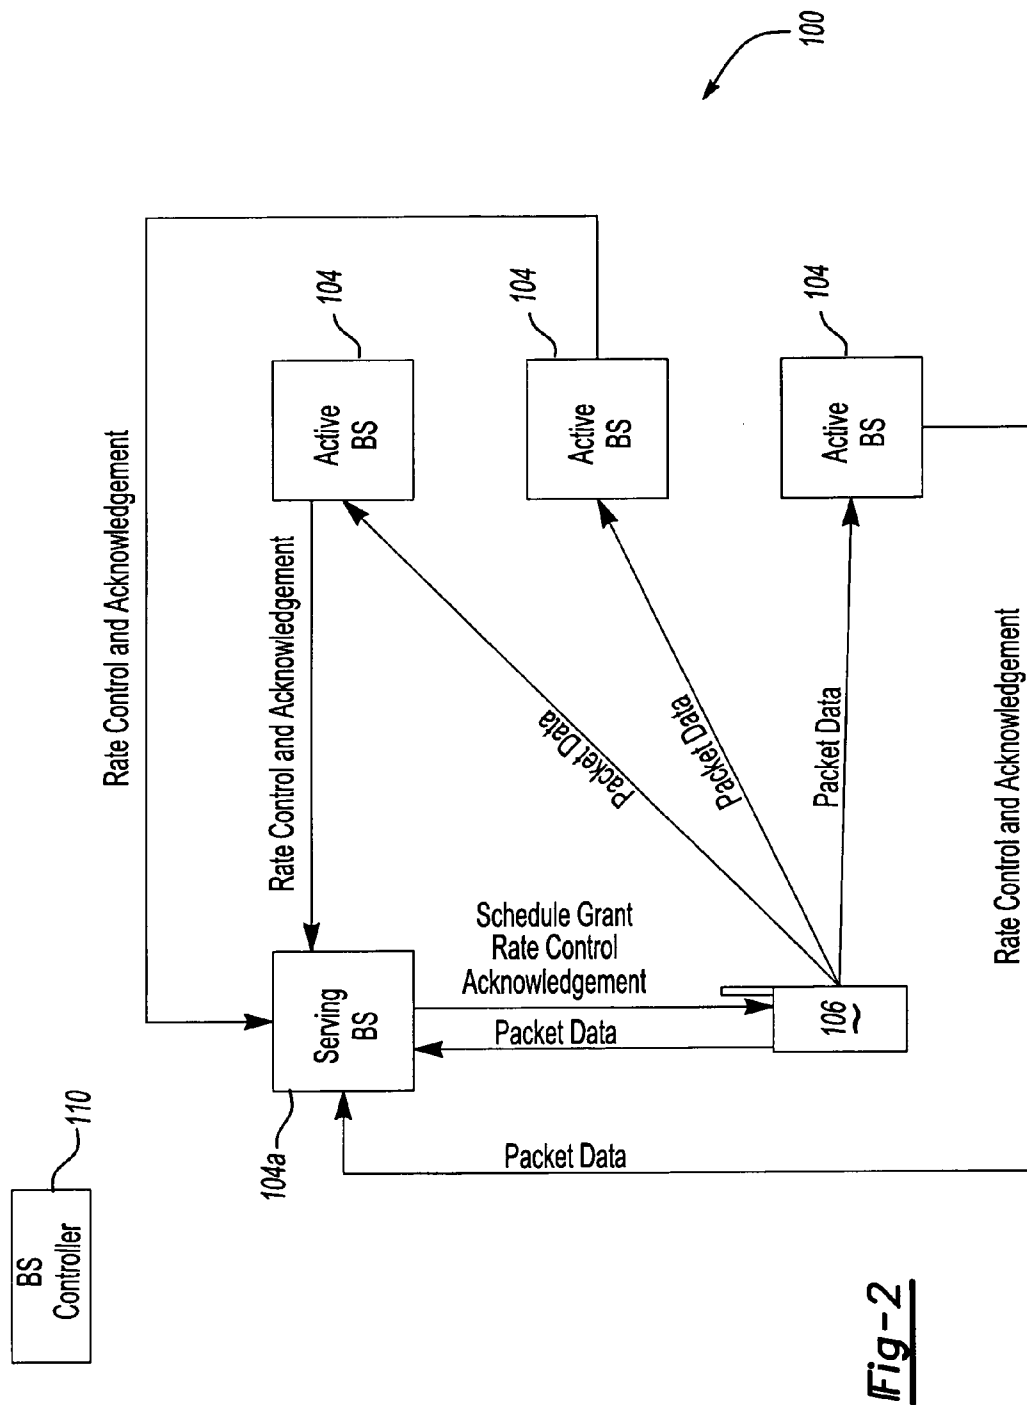 BS
Controller
110
Rate Control and Acknowledgement
Rate Control and Acknowledgement
Serving
BS
104a
Active
BS
104
Active
BS
104
Active
BS
104
Schedule Grant
Rate Control
Acknowledgement
Packet Data
Packet Data
Packet Data
Packet Data
Packet Data
106
Rate Control and Acknowledgement
100
Fig-2